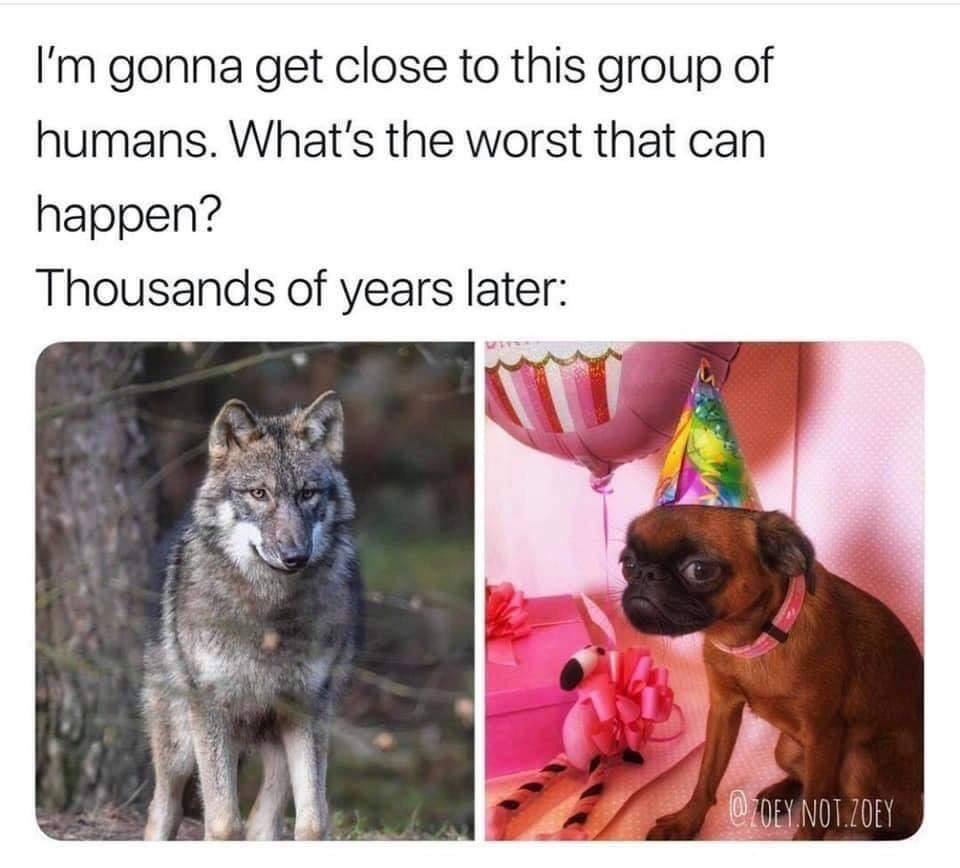 I'm gonna get close to this group of
humans. What's the worst that can
happen?
Thousands of years later:
@ZOEY.NOT.ZOEY